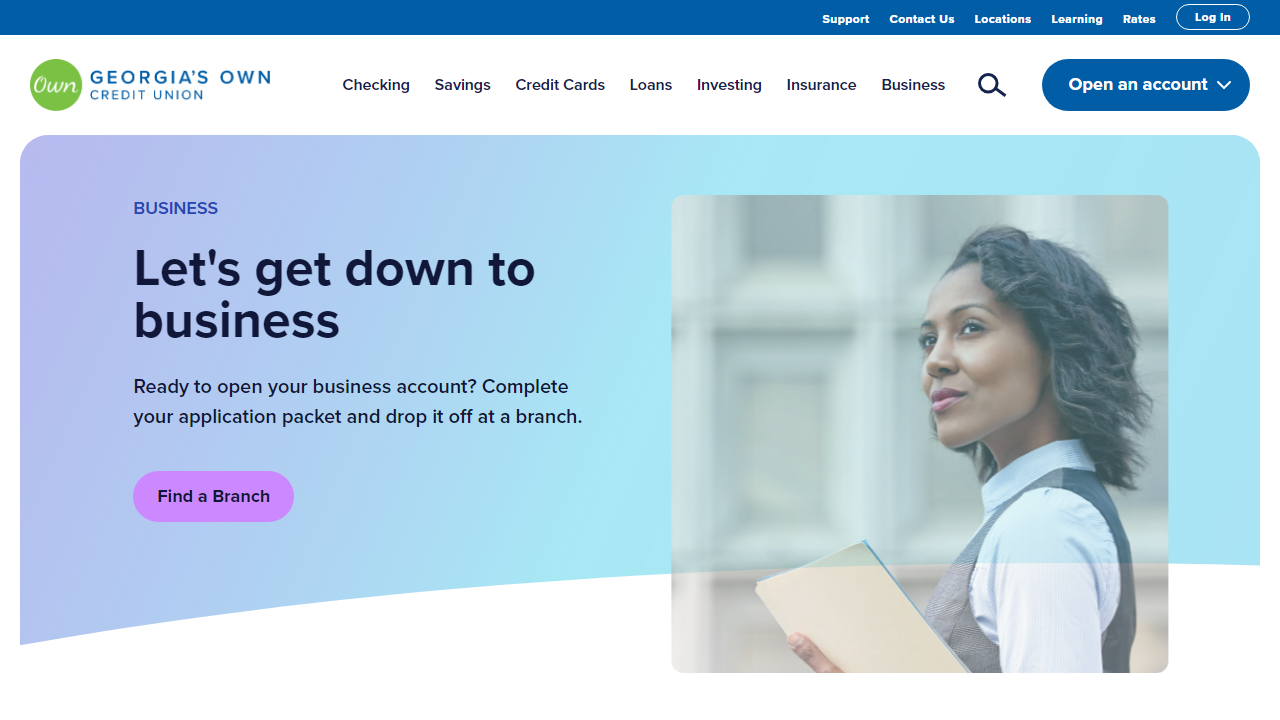 Support Contact Us Locations Learning Rates Log In
Own GEORGIA'S OWN
CREDIT UNION
Checking Savings Credit Cards Loans Investing Insurance Business Open an account
BUSINESS
Let's get down to
business
Ready to open your business account? Complete
your application packet and drop it off at a branch.
Find a Branch